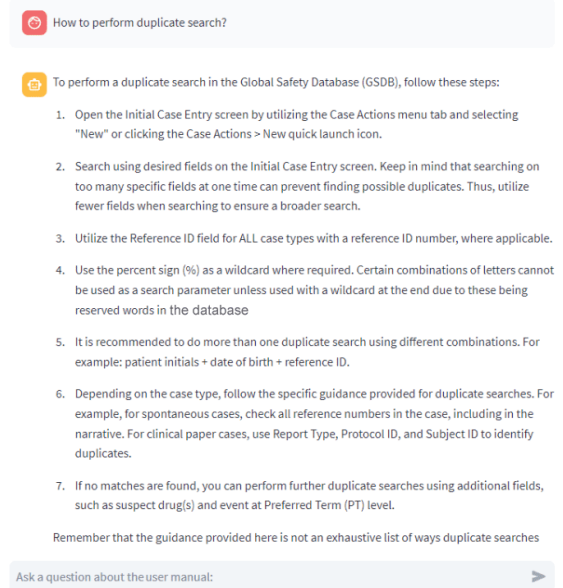 How to perform duplicate search?
To perform a duplicate search in the Global Safety Database (GSDB), follow these steps:
1. Open the Initial Case Entry screen by utilizing the Case Actions menu tab and selecting
"New" or clicking the Case Actions > New quick launch icon.
2. Search using desired fields on the Initial Case Entry screen. Keep in mind that searching on
too many specific fields at one time can prevent finding possible duplicates. Thus, utilize
fewer fields when searching to ensure a broader search.
3. Utilize the Reference ID field for ALL case types with a reference ID number, where applicable.
4. Use the percent sign (%) as a wildcard where required. Certain combinations of letters cannot
be used as a search parameter unless used with a wildcard at the end due to these being
reserved words in the database
5. It is recommended to do more than one duplicate search using different combinations. For
example: patient initials + date of birth + reference ID.
6. Depending on the case type, follow the specific guidance provided for duplicate searches. For
example, for spontaneous cases, check all reference numbers in the case, including in the
narrative. For clinical paper cases, use Report Type, Protocol ID, and Subject ID to identify
duplicates.
7. If no matches are found, you can perform further duplicate searches using additional fields,
such as suspect drug(s) and event at Preferred Term (PT) level.
Remember that the guidance provided here is not an exhaustive list of ways duplicate searches
Ask a question about the user manual: